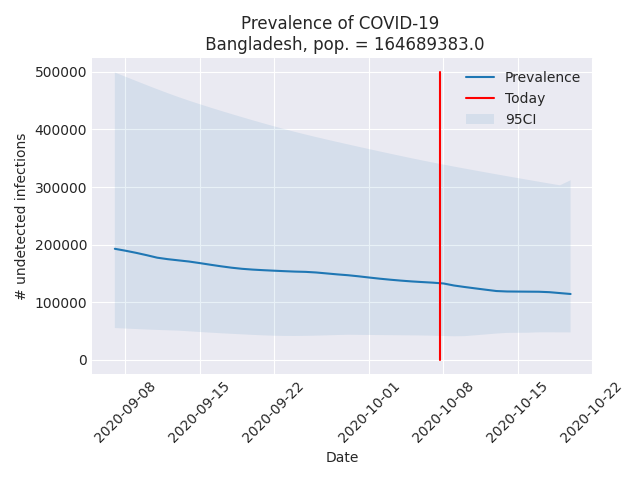 Prevalence of COVID-19
Bangladesh, pop. = 164689383.0
500000
400000
300000
200000
100000
0
# undetected infections
Prevalence
Today
95CI
2020-09-08
2020-09-15
2020-09-22
2020-10-01
2020-10-08
2020-10-15
2020-10-22
Date